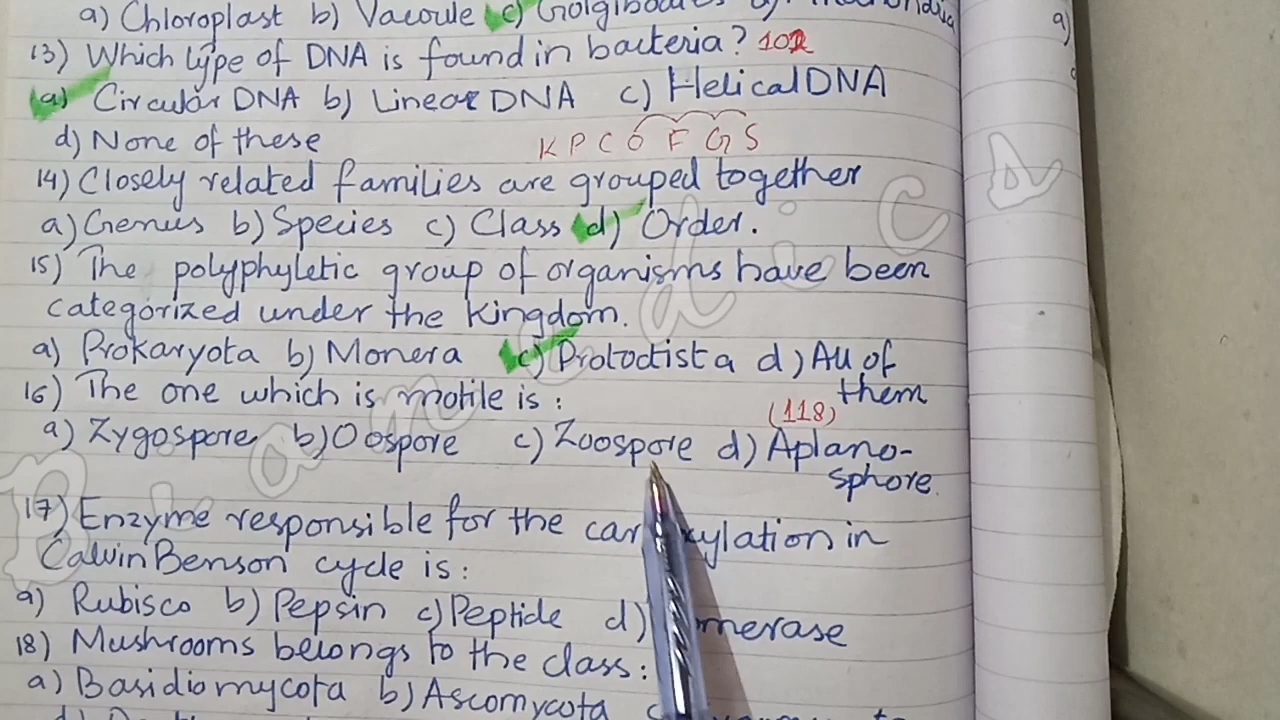 a) Chloroplast b) Vacoule c) Golgibodies d)
13) Which type of DNA is found in bacteria? 102
a) Circular DNA b) Linear DNA c) Helical DNA
d) None of these
K P C O F G S
14) Closely related families are grouped together
a) Genus b) Species c) Class d) Order.
15) The polyphyletic group of organisms have been
categorized under the kingdom.
a) Prokaryota b) Monera c) Protoctista d) All of
them
16) The one which is motile is:
(118)
a) Zygospore b) Oospore c) Zoospore d) Aplano-
sphore.
17) Enzyme responsible for the car xylation in
Calvin Benson cycle is:
a) Rubisco b) Pepsin c) Peptide d) merase
18) Mushrooms belongs to the class:
a) Basidiomycota b) Ascomycota c
a)